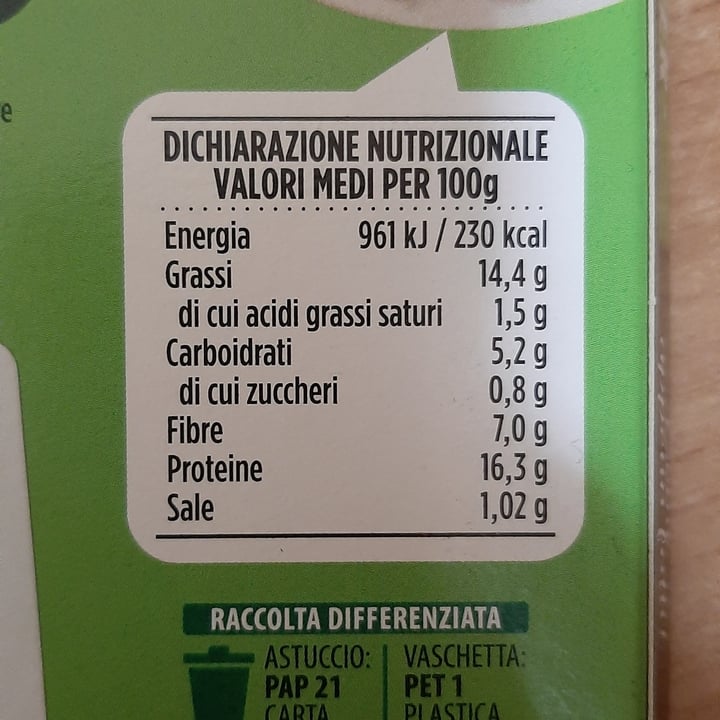 DICHIARAZIONE NUTRIZIONALE
VALORI MEDI PER 100g
Energia 961 kJ / 230 kcal
Grassi 14,4 g
di cui acidi grassi saturi 1,5 g
Carboidrati 5,2 g
di cui zuccheri 0,8 g
Fibre 7,0 g
Proteine 16,3 g
Sale 1,02 g
RACCOLTA DIFFERENZIATA
ASTUCCIO: VASCHETTA:
PAP 21 PET 1
CARTA PLASTICA